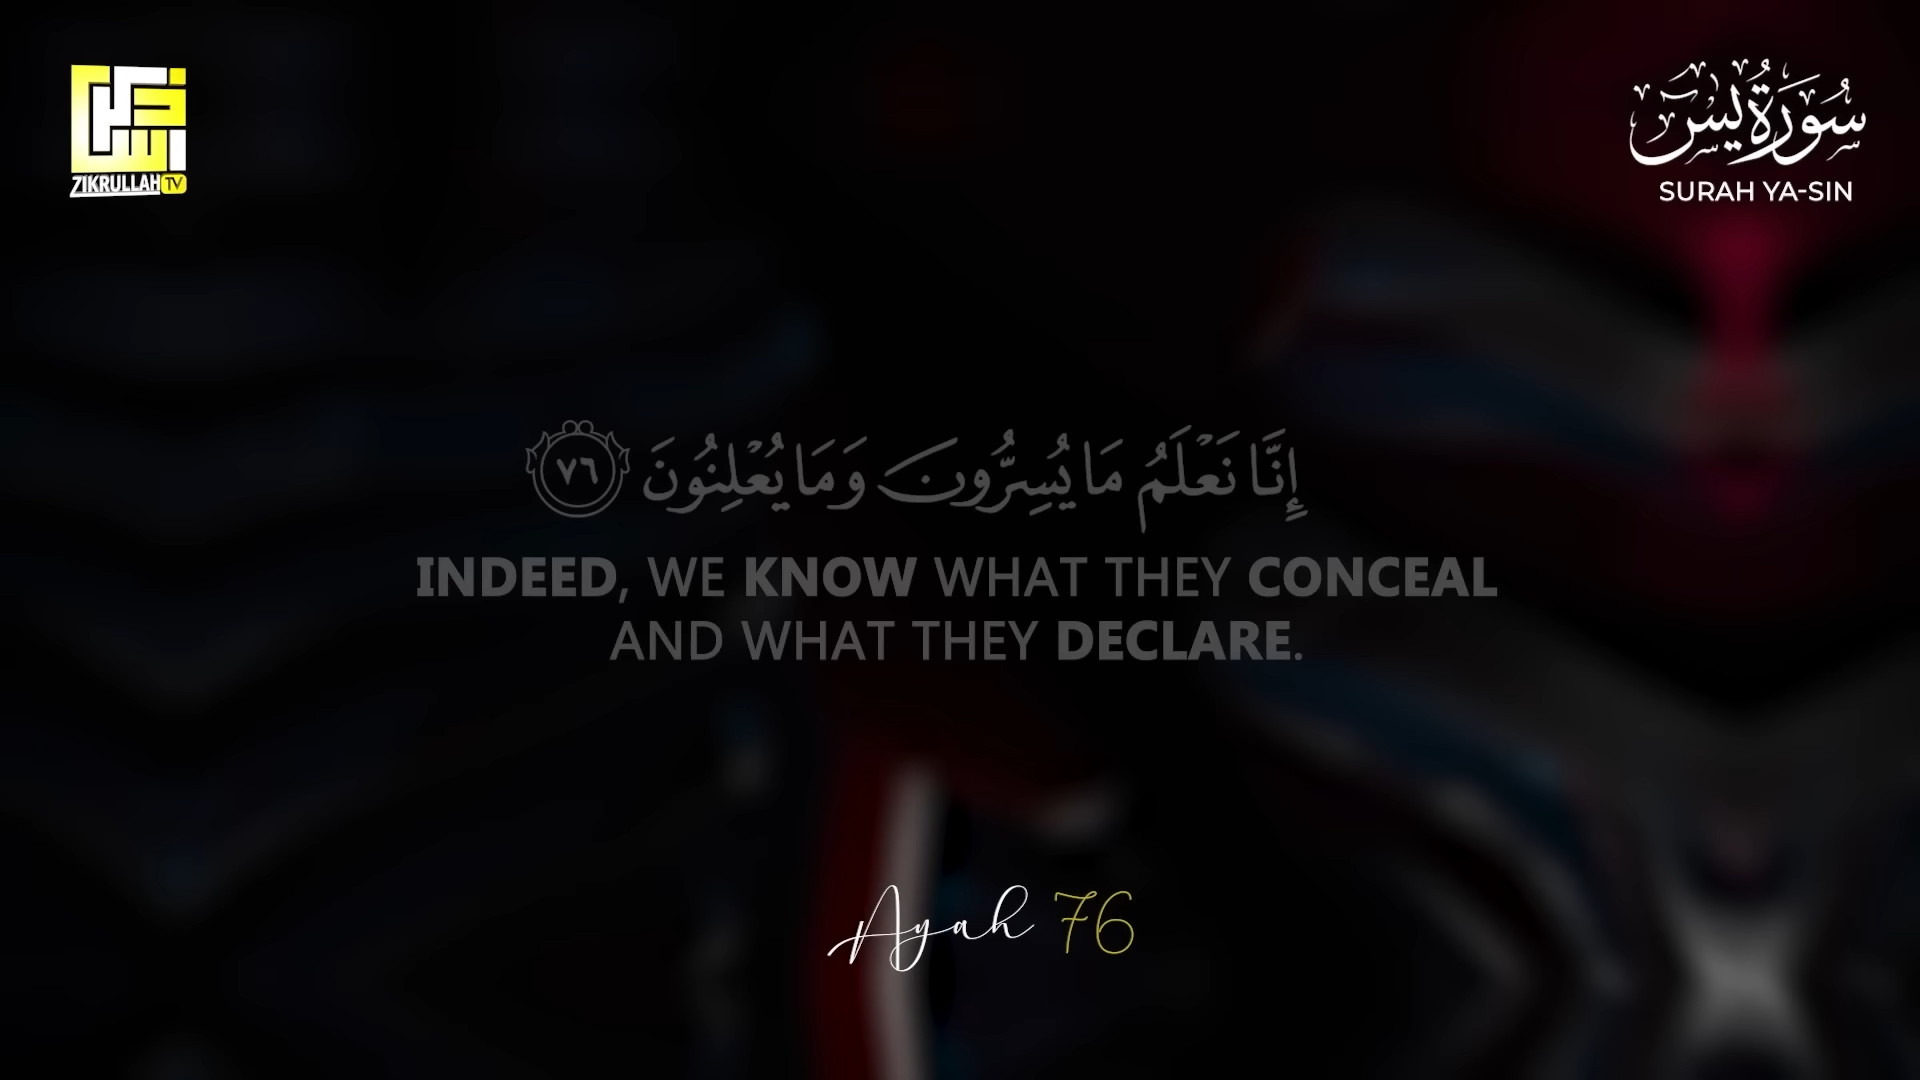 ZIKRULLAH TV
سُورَةُ يسٓ
SURAH YA-SIN
إِنَّا نَعْلَمُ مَا يُسِرُّونَ وَمَا يُعْلِنُونَ ٧٦
INDEED, WE KNOW WHAT THEY CONCEAL
AND WHAT THEY DECLARE.
Ayah 76